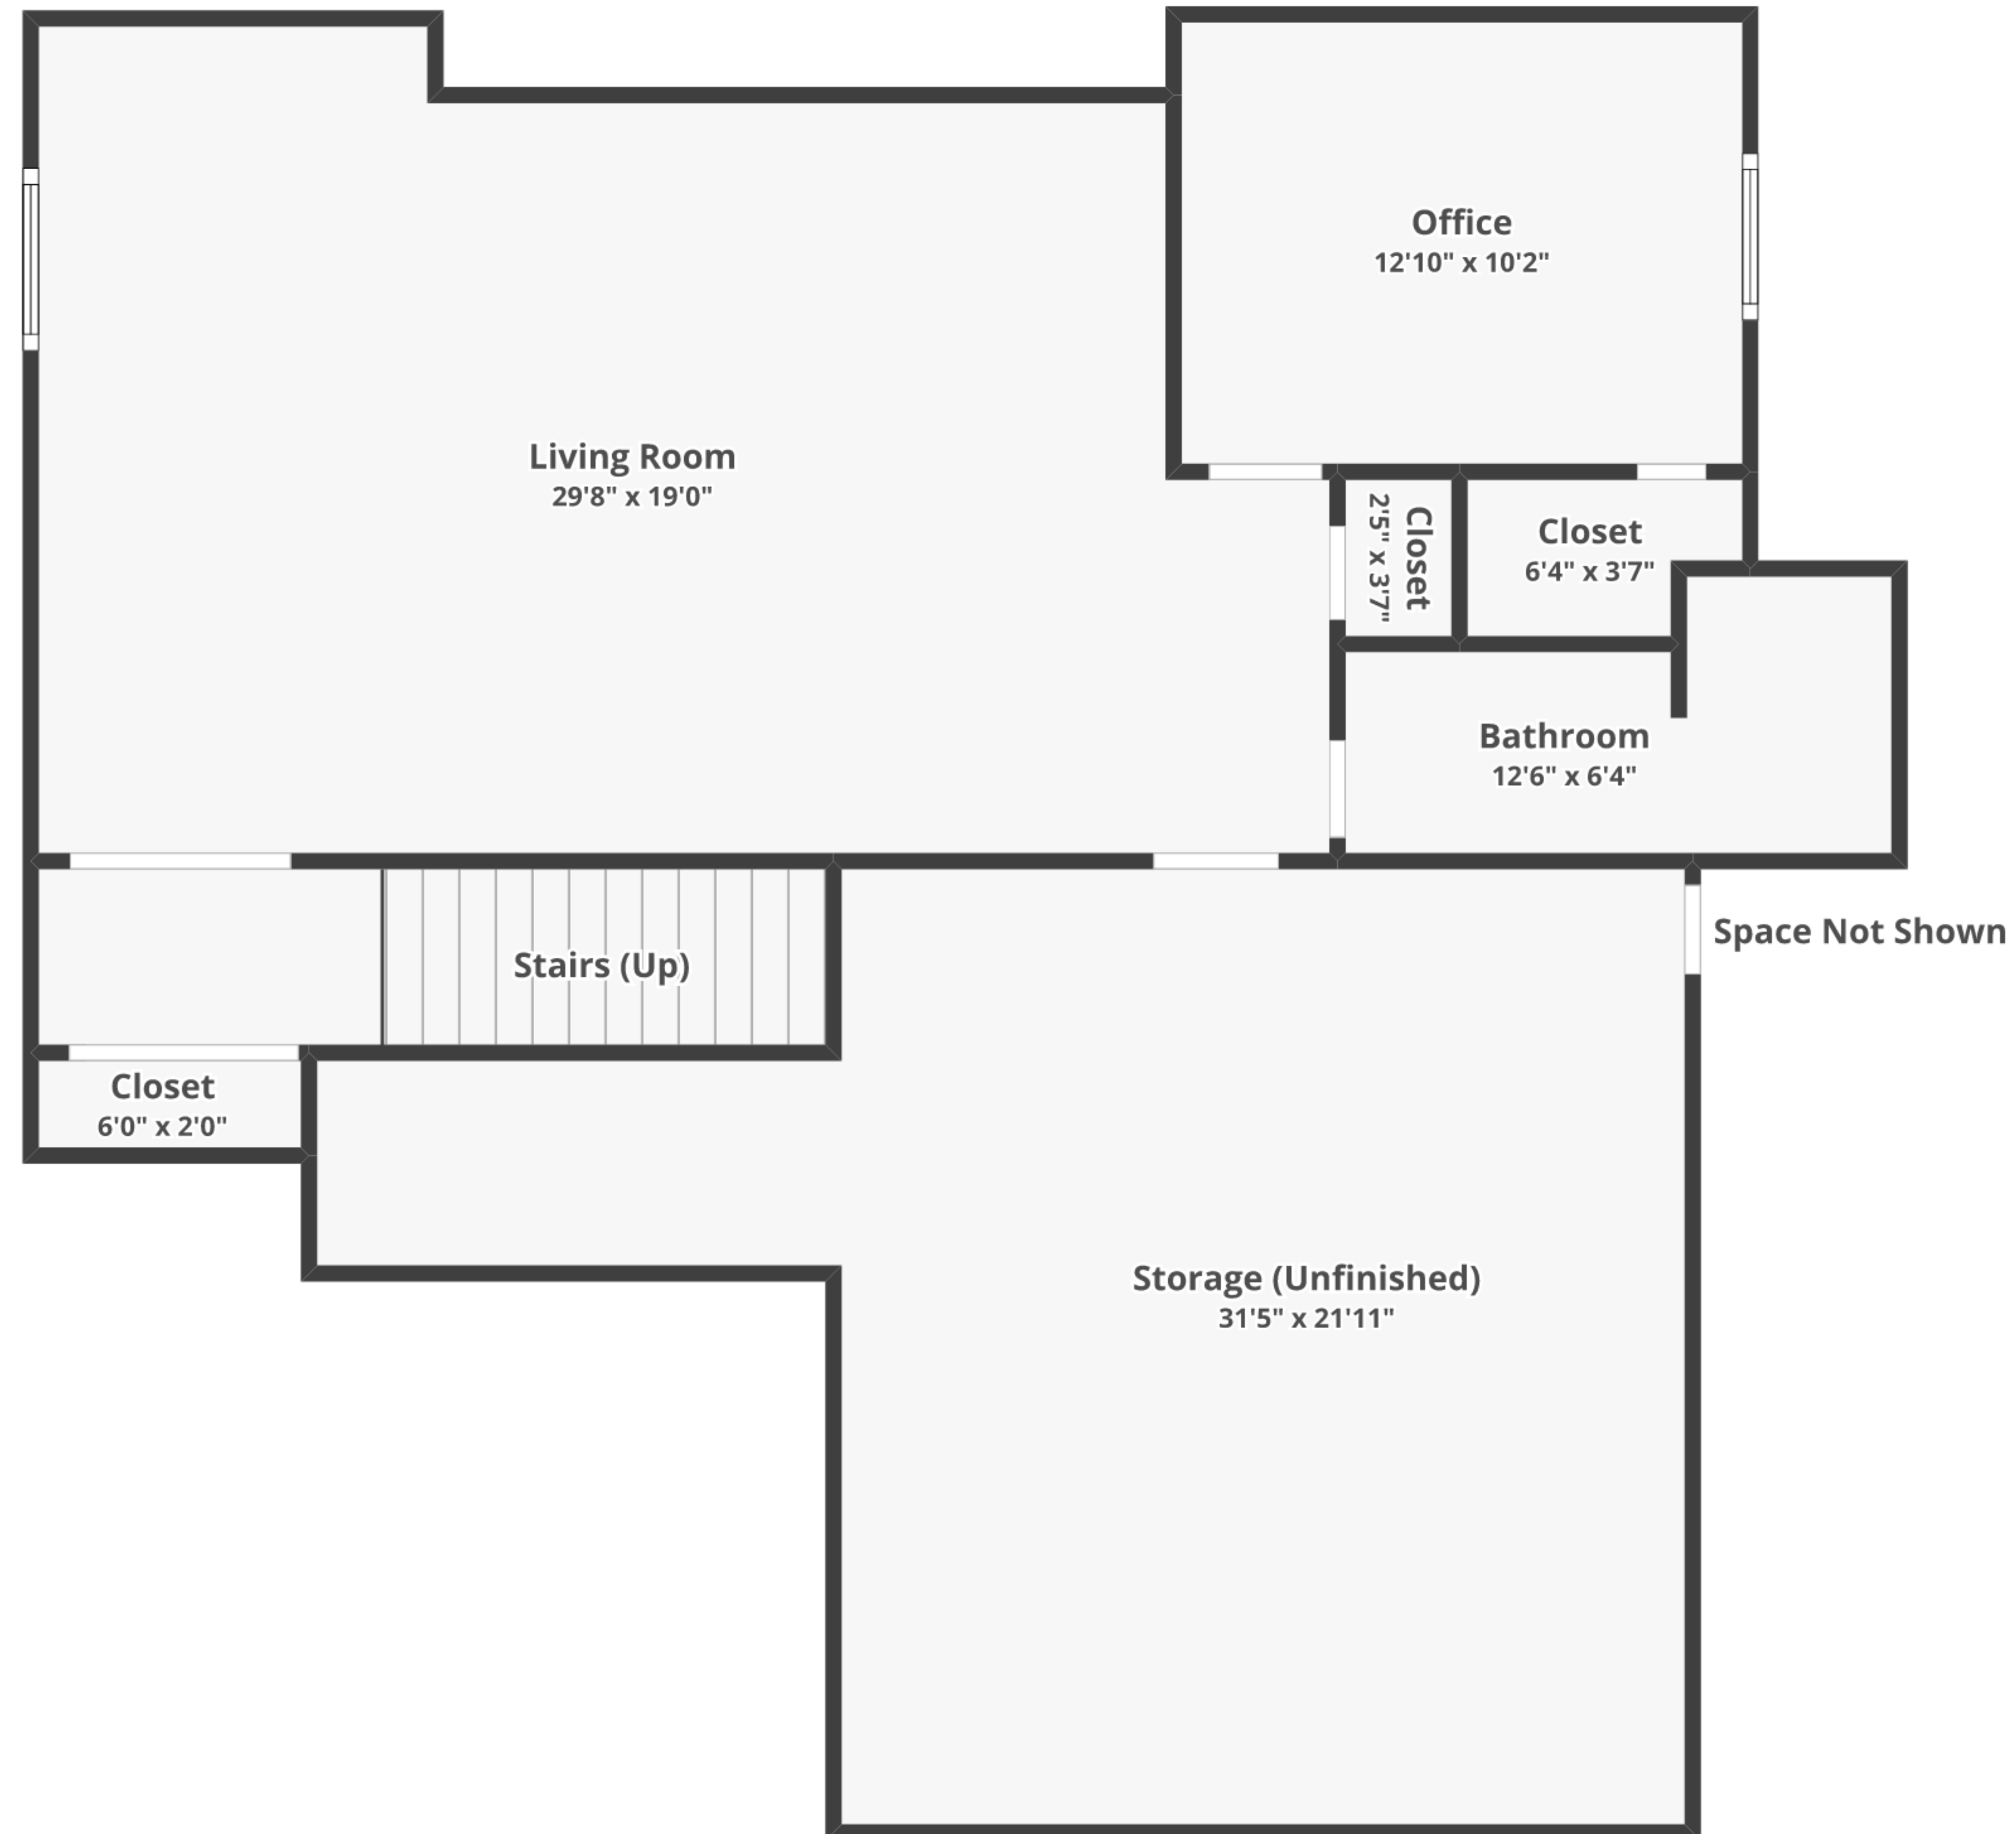 Office
12'10" x 10'2"
Living Room
29'8" x 19'0"
Closet
2'5" x 3'7"
Closet
6'4" x 3'7"
Bathroom
12'6" x 6'4"
Space Not Shown
Stairs (Up)
Closet
6'0" x 2'0"
Storage (Unfinished)
31'5" x 21'11"